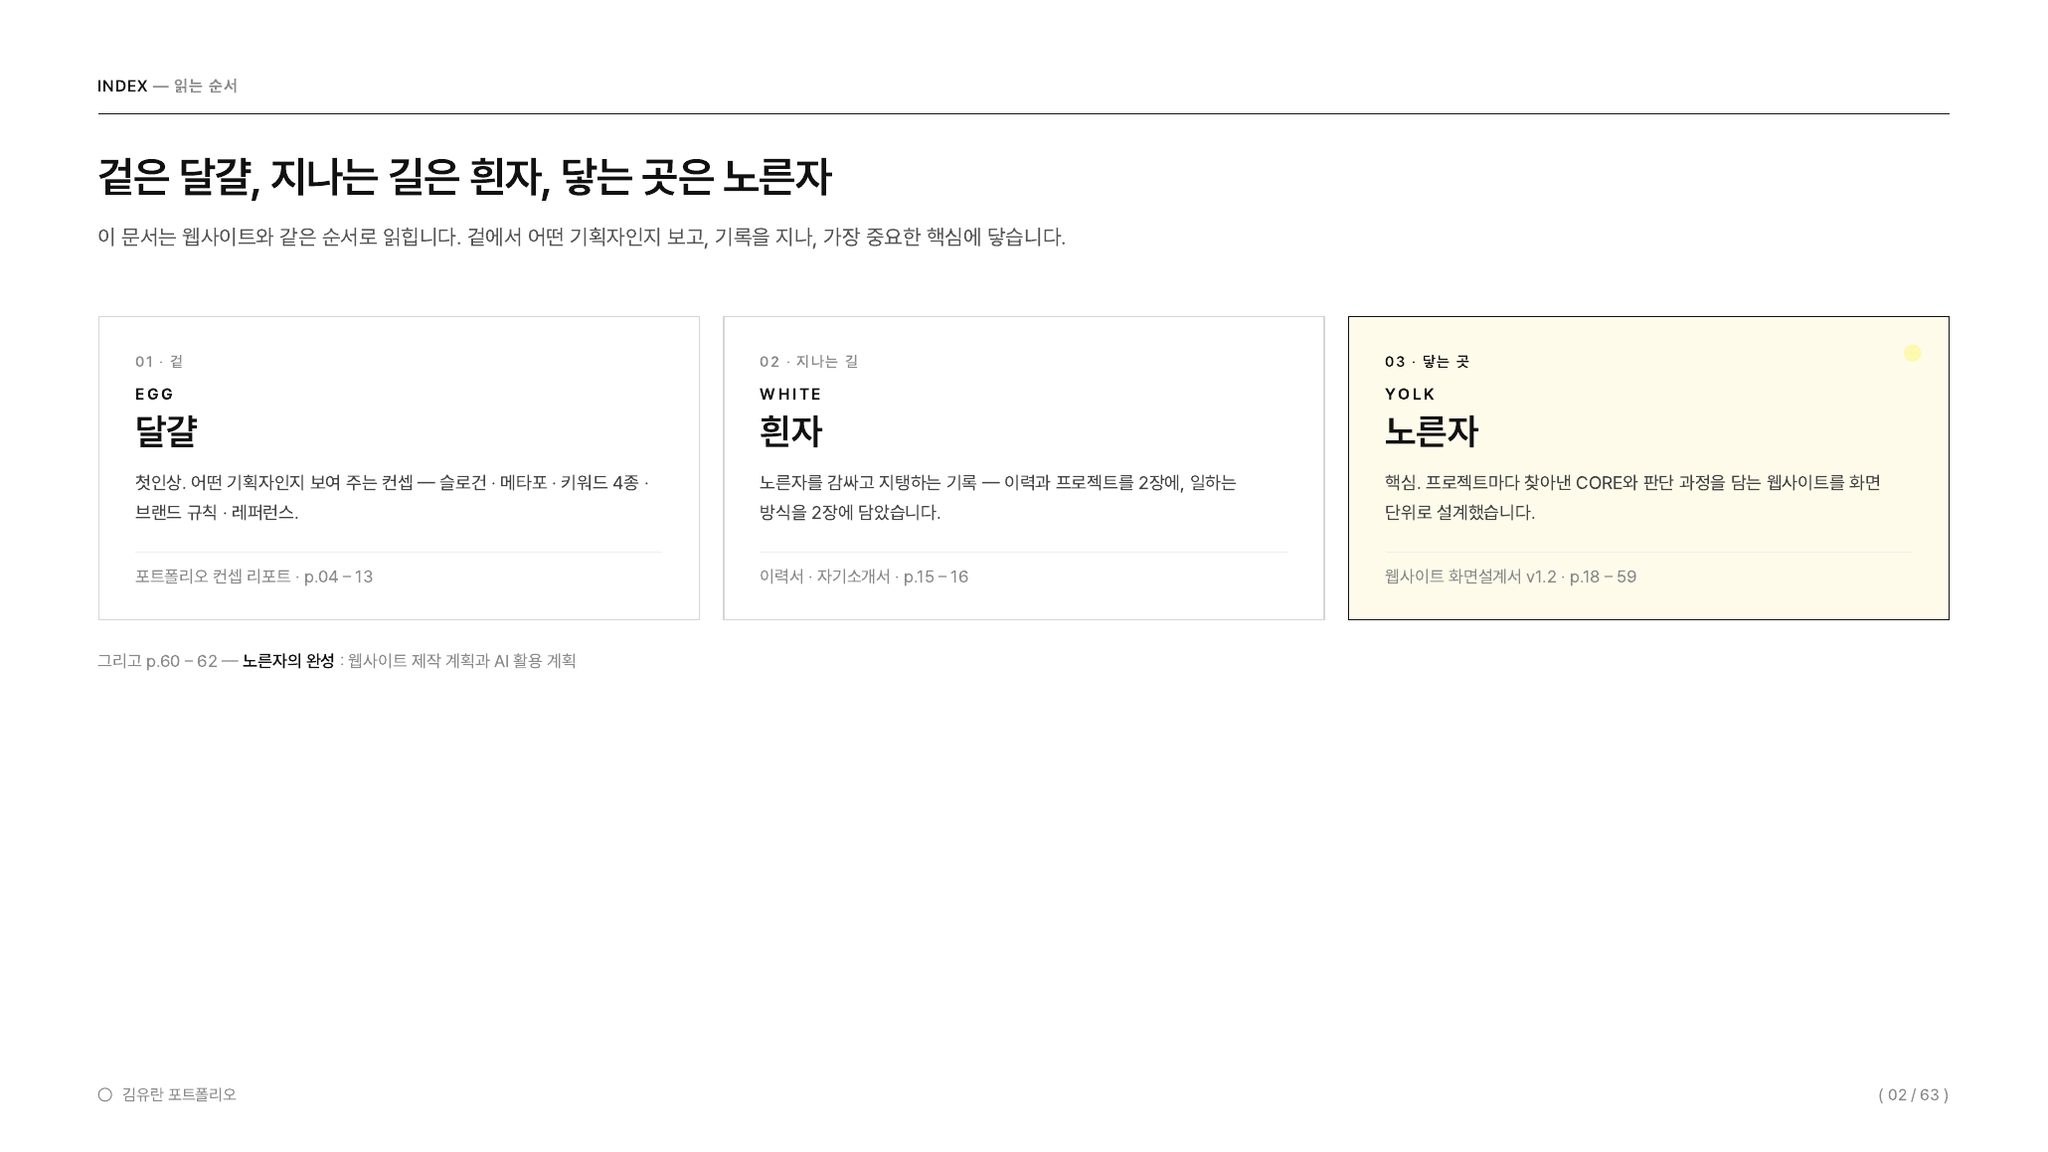 INDEX — 읽는 순서
겉은 달걀, 지나는 길은 흰자, 닿는 곳은 노른자
이 문서는 웹사이트와 같은 순서로 읽힙니다. 겉에서 어떤 기획자인지 보고, 기록을 지나, 가장 중요한 핵심에 닿습니다.
01 · 겉
EGG
달걀
첫인상. 어떤 기획자인지 보여 주는 컨셉 — 슬로건 · 메타포 · 키워드 4종 ·
브랜드 규칙 · 레퍼런스.
포트폴리오 컨셉 리포트 · p.04 – 13
02 · 지나는 길
WHITE
흰자
노른자를 감싸고 지탱하는 기록 — 이력과 프로젝트를 2장에, 일하는
방식을 2장에 담았습니다.
이력서 · 자기소개서 · p.15 – 16
03 · 닿는 곳
YOLK
노른자
핵심. 프로젝트마다 찾아낸 CORE와 판단 과정을 담는 웹사이트를 화면
단위로 설계했습니다.
웹사이트 화면설계서 v1.2 · p.18 – 59
그리고 p.60 – 62 — 노른자의 완성 : 웹사이트 제작 계획과 AI 활용 계획
김유란 포트폴리오
( 02 / 63 )